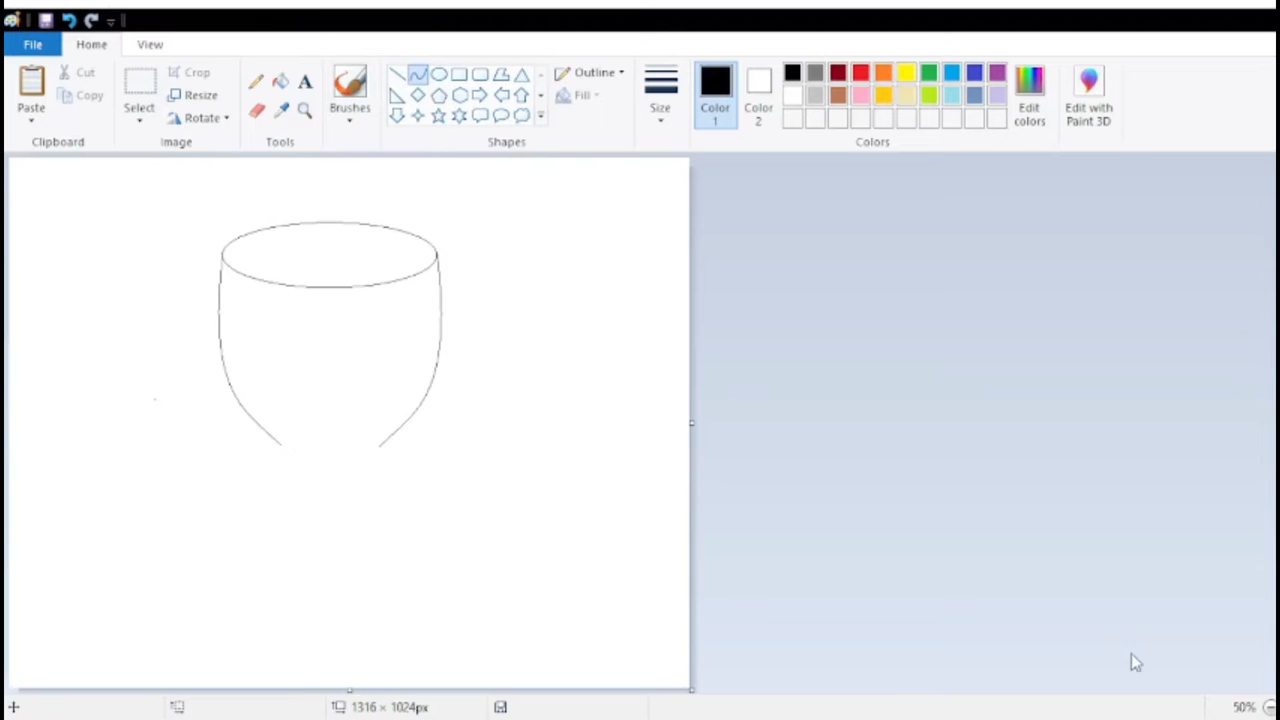 File Home View
Paste Cut Copy Clipboard
Select Crop Resize Rotate Image
Tools
Brushes
Outline Fill Shapes
Size
Color 1 Color 2 Edit colors Colors
Edit with Paint 3D
1316 × 1024px 50%